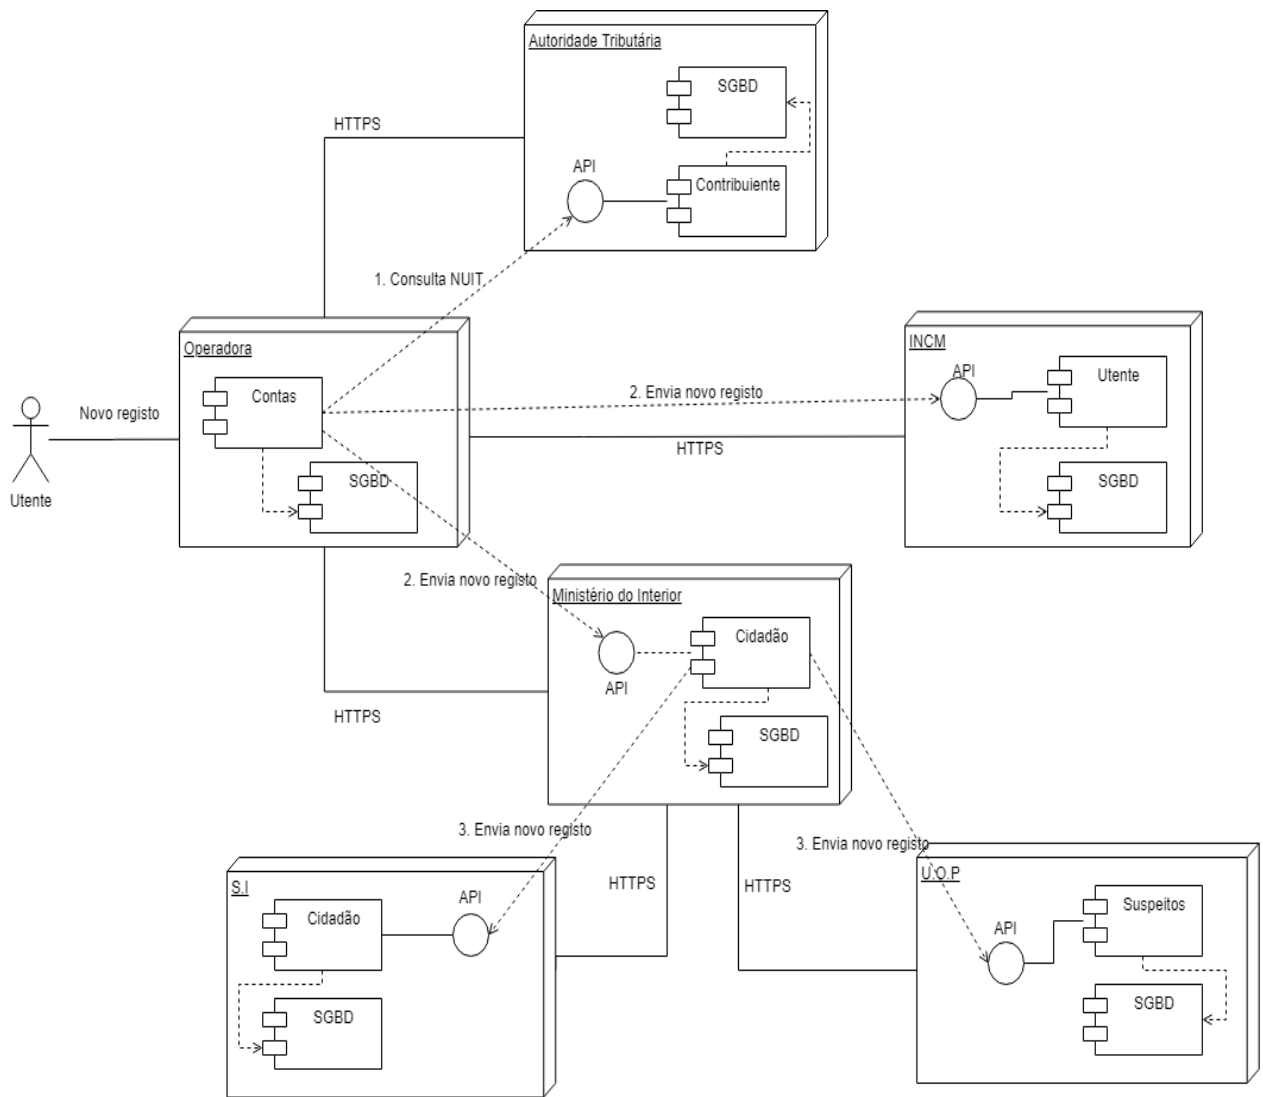 Autoridade Tributária
SGBD
HTTPS
API
Contribuiente
1. Consulta NUIT
Operadora
INCM
API
Utente
Contas
2. Envia novo registo
Novo registo
HTTPS
SGBD
SGBD
Utente
2. Envia novo registo
Ministério do Interior
Cidadão
API
HTTPS
SGBD
3. Envia novo registo
3. Envia novo registo
HTTPS
HTTPS
S.I
U.O.P
API
Cidadão
Suspeitos
API
SGBD
SGBD